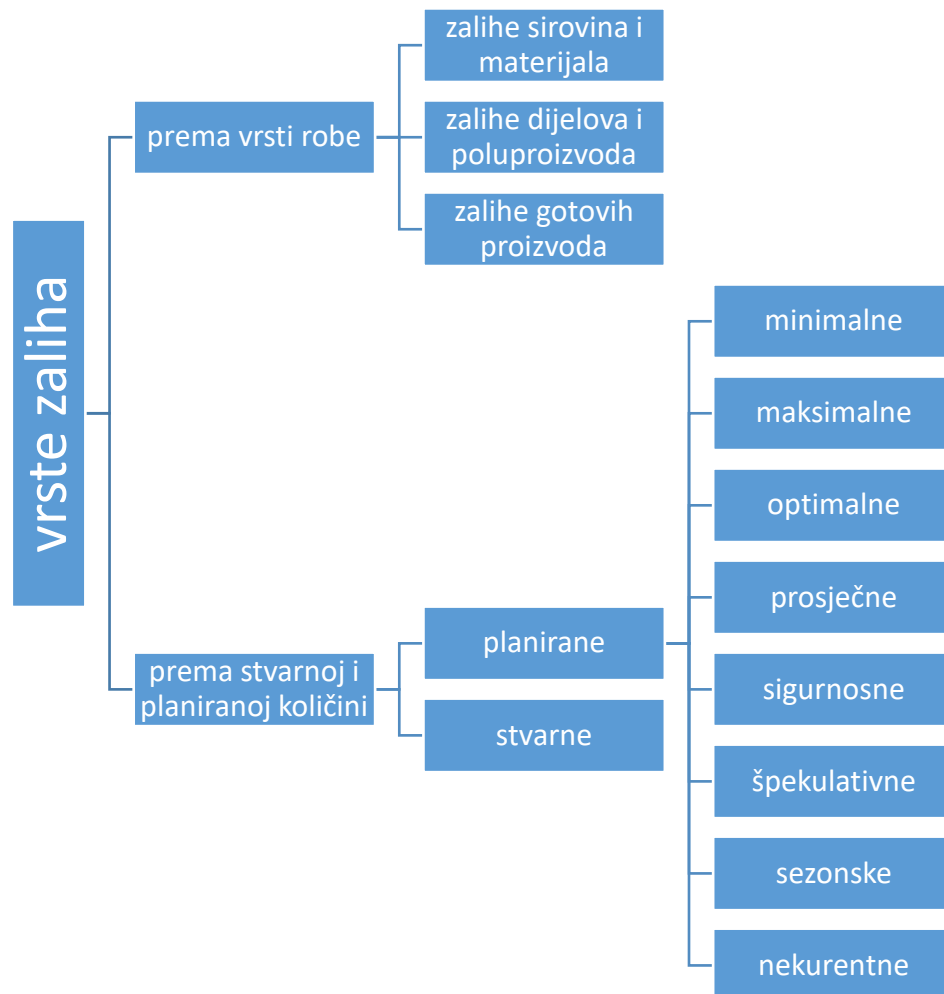 vrste zaliha
prema vrsti robe
zalihe sirovina i
materijala
zalihe dijelova i
poluproizvoda
zalihe gotovih
proizvoda
prema stvarnoj i
planiranoj količini
planirane
minimalne
maksimalne
optimalne
prosječne
sigurnosne
špekulativne
sezonske
nekurentne
stvarne